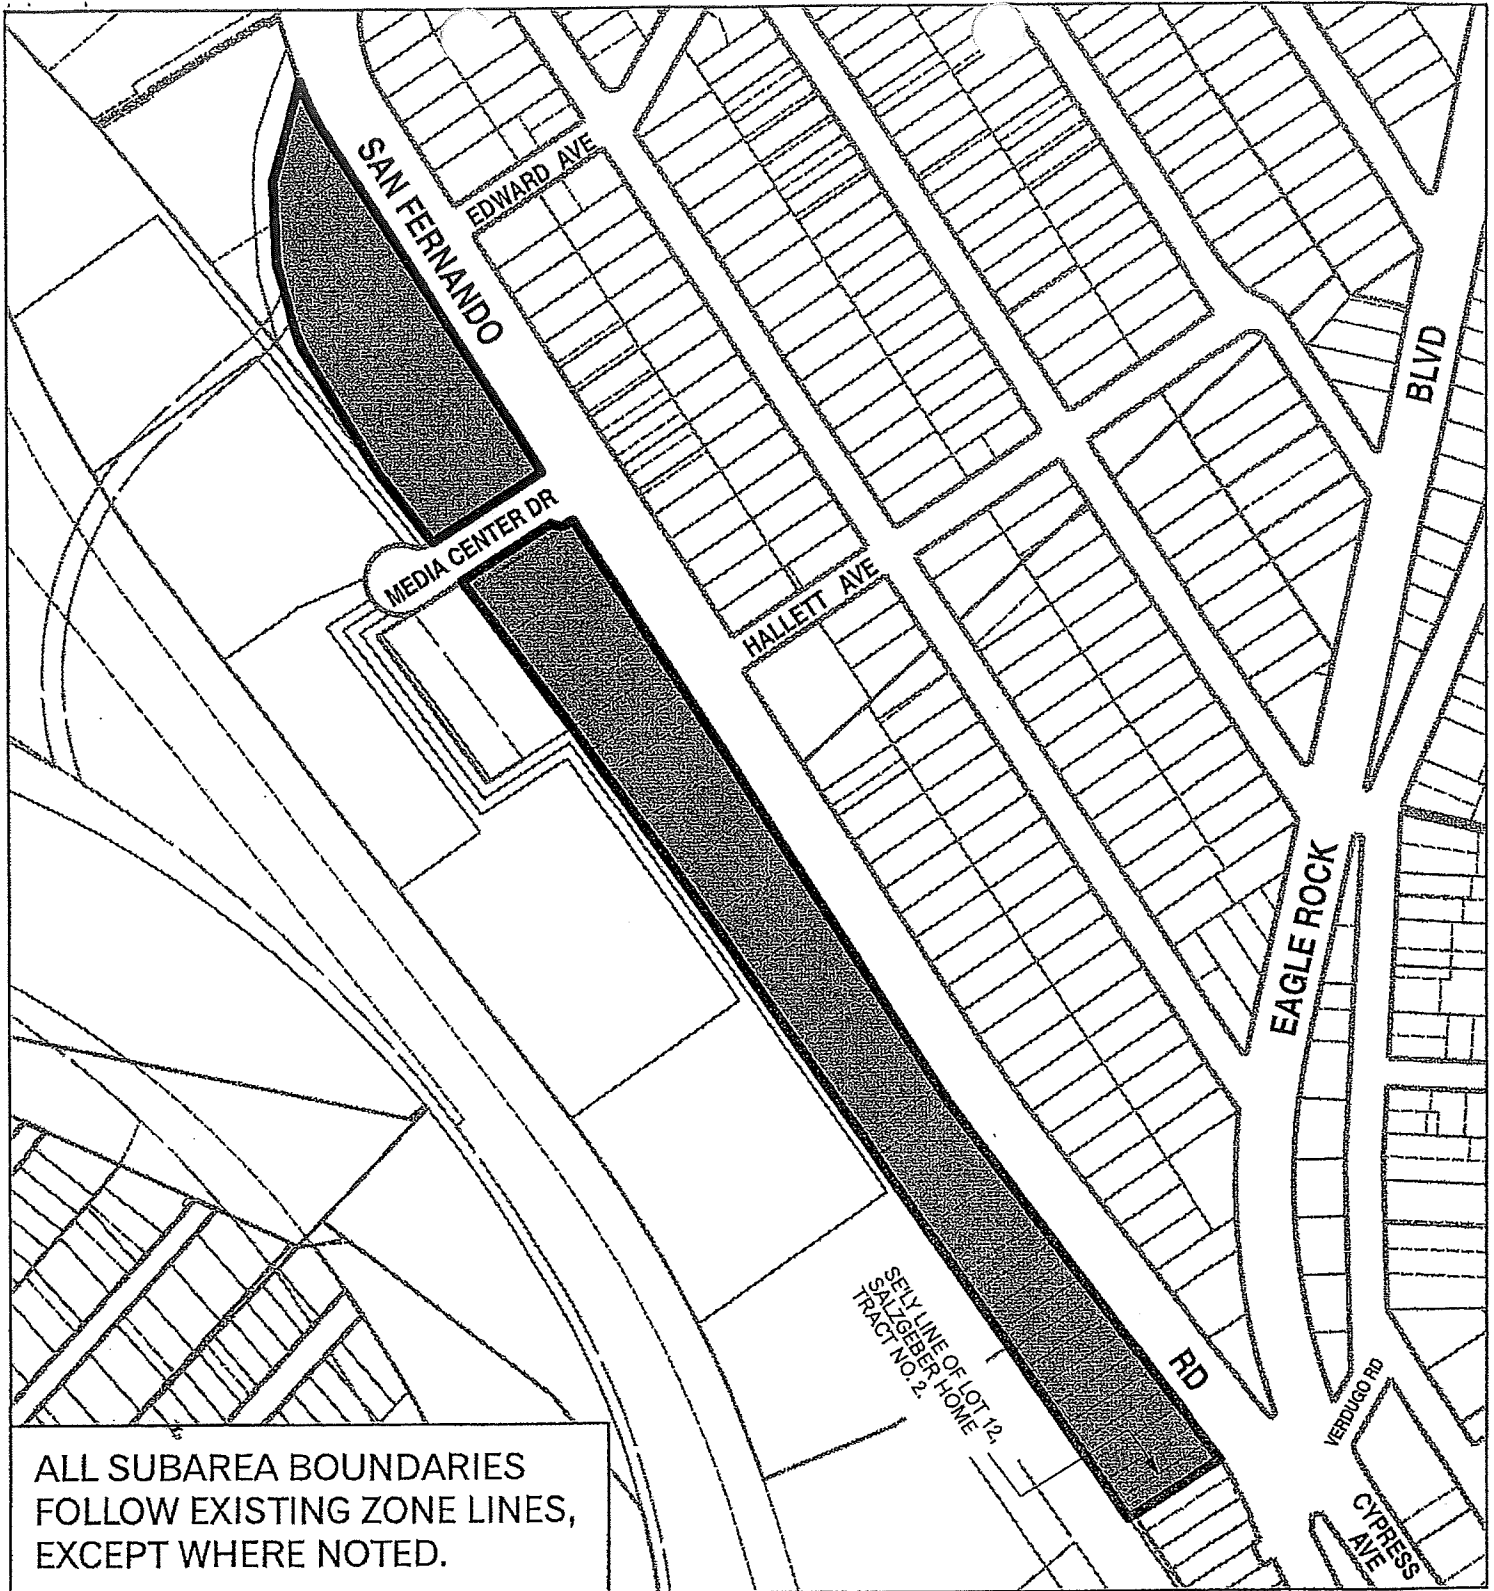 SAN FERNANDO
EDWARD AVE
BLVD
MEDIA CENTER DR
HALLETT AVE
EAGLE ROCK
SE'LY LINE OF LOT 12,
SALZGEBER HOME
TRACT NO. 2.
RD
VERDUGO RD
CYPRESS
AVE
ALL SUBAREA BOUNDARIES
FOLLOW EXISTING ZONE LINES,
EXCEPT WHERE NOTED.